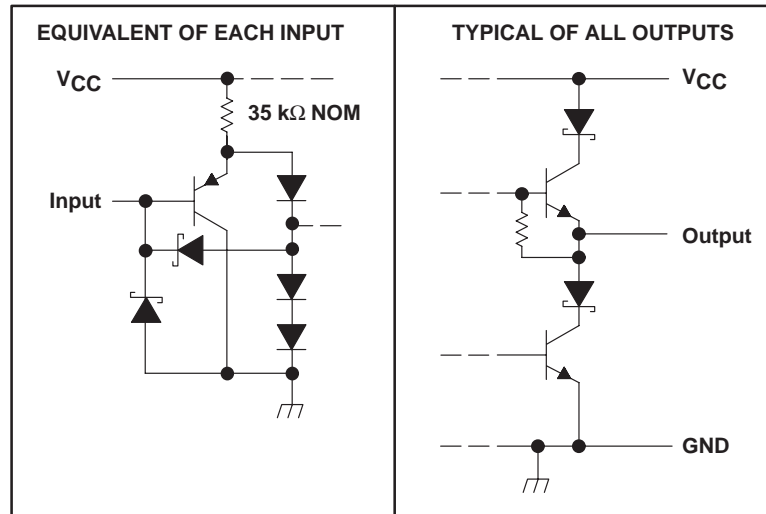 EQUIVALENT OF EACH INPUT
VCC
35 kΩ NOM
Input
TYPICAL OF ALL OUTPUTS
VCC
Output
GND